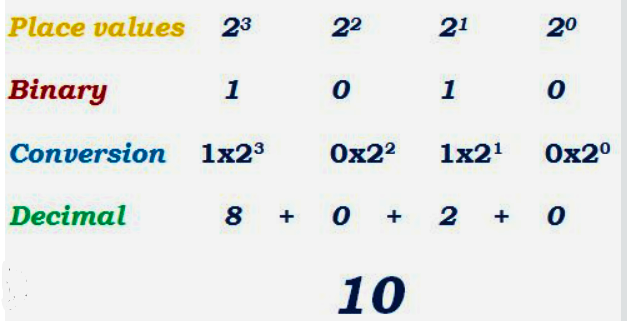 Place values 2³ 2² 2¹ 2⁰
Binary 1 0 1 0
Conversion 1x2³ 0x2² 1x2¹ 0x2⁰
Decimal 8 + 0 + 2 + 0
10